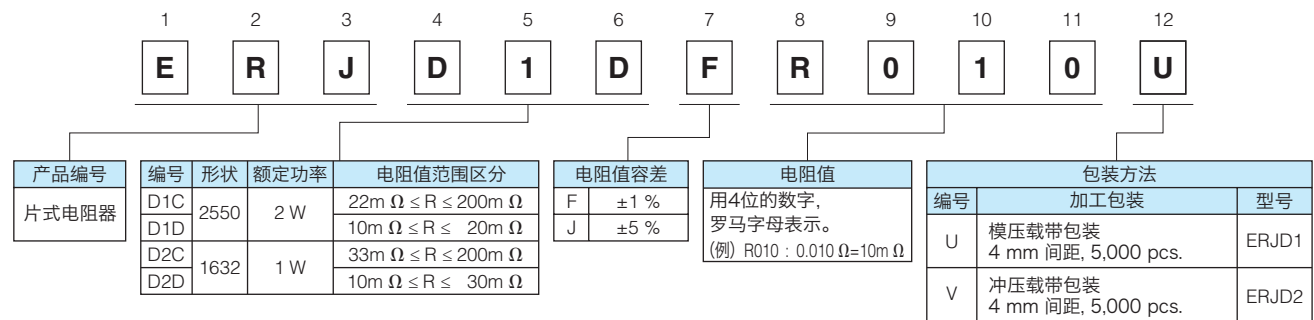 1 2 3 4 5 6 7 8 9 10 11 12
E R J D 1 D F R 0 1 0 U
产品编号
片式电阻器
编号 形状 额定功率 电阻值范围区分
D1C 2550 2 W 22m Ω ≤ R ≤ 200m Ω
D1D 10m Ω ≤ R ≤ 20m Ω
D2C 1632 1 W 33m Ω ≤ R ≤ 200m Ω
D2D 10m Ω ≤ R ≤ 30m Ω
电阻值容差
F ±1 %
J ±5 %
电阻值
用4位的数字,
罗马字母表示。
(例) R010 : 0.010 Ω=10m Ω
包装方法
编号 加工包装 型号
U 模压载带包装 ERJD1
4 mm 间距, 5,000 pcs.
V 冲压载带包装 ERJD2
4 mm 间距, 5,000 pcs.